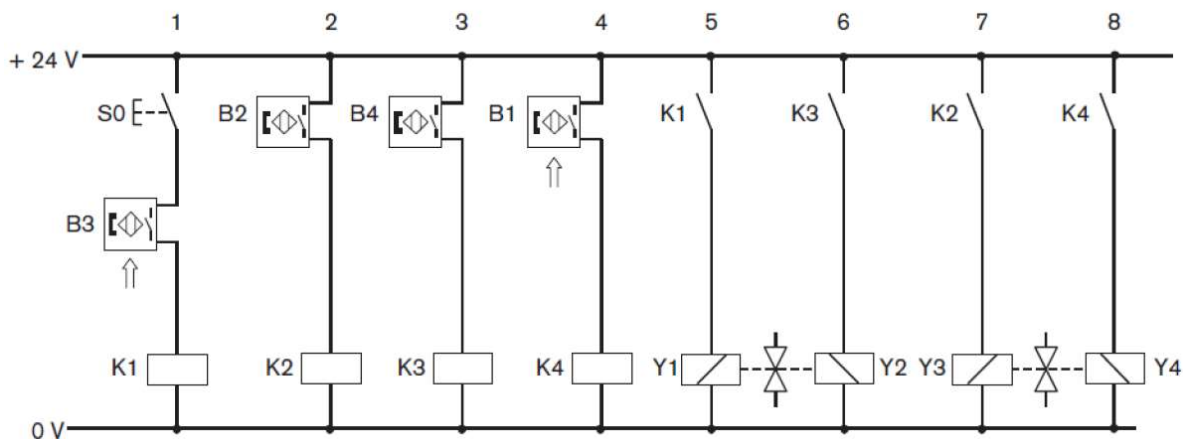 1 2 3 4 5 6 7 8
+ 24 V
S0 B2 B4 B1 K1 K3 K2 K4
B3
K1 K2 K3 K4 Y1 Y2 Y3 Y4
0 V